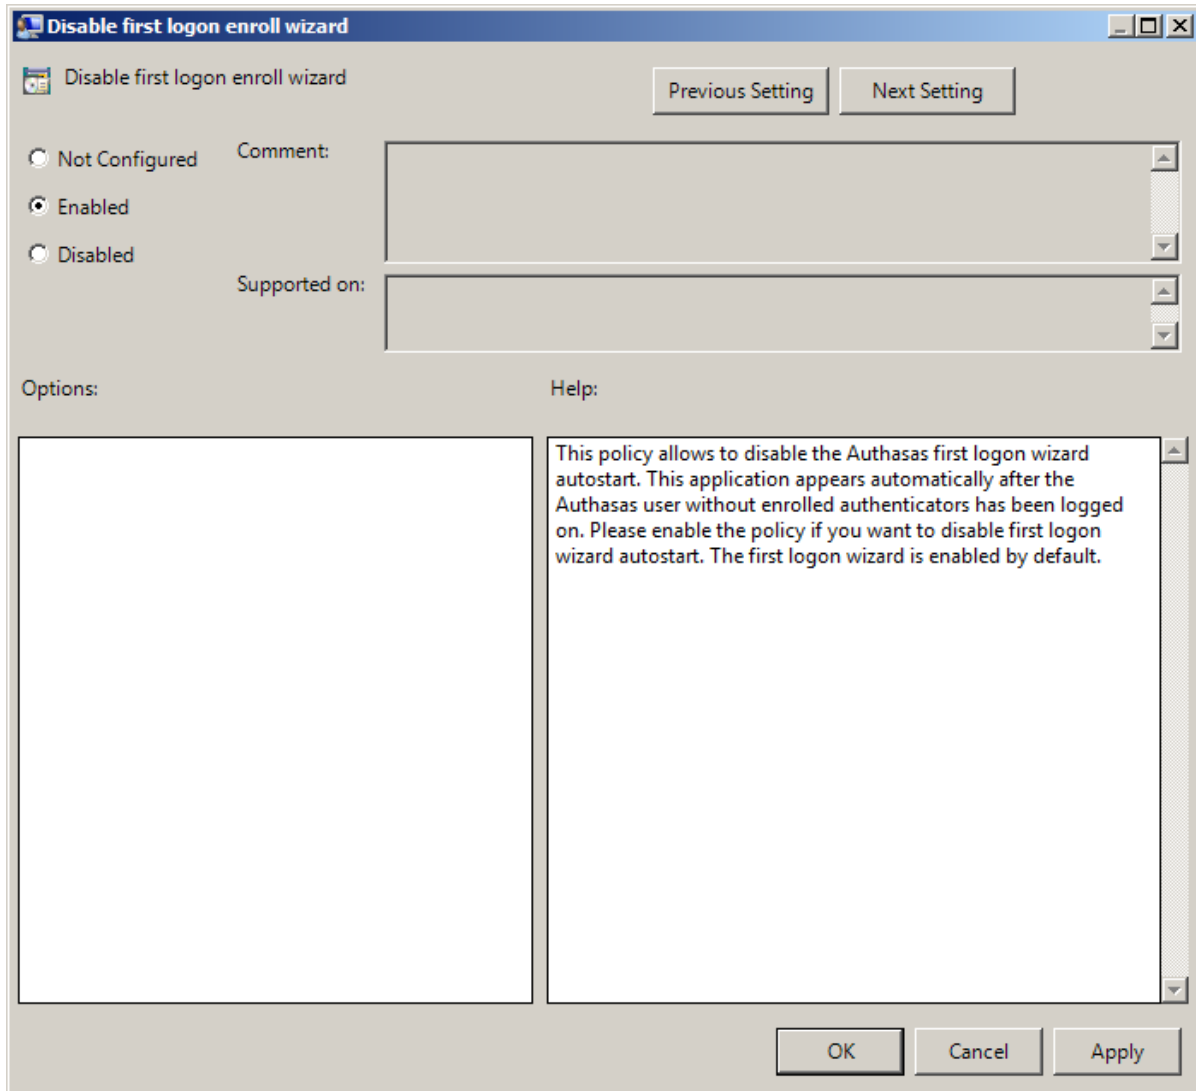 Disable first logon enroll wizard
Disable first logon enroll wizard
Previous Setting
Next Setting
Not Configured
Comment:
Enabled
Disabled
Supported on:
Options:
Help:
This policy allows to disable the Authasas first logon wizard
autostart. This application appears automatically after the
Authasas user without enrolled authenticators has been logged
on. Please enable the policy if you want to disable first logon
wizard autostart. The first logon wizard is enabled by default.
OK
Cancel
Apply